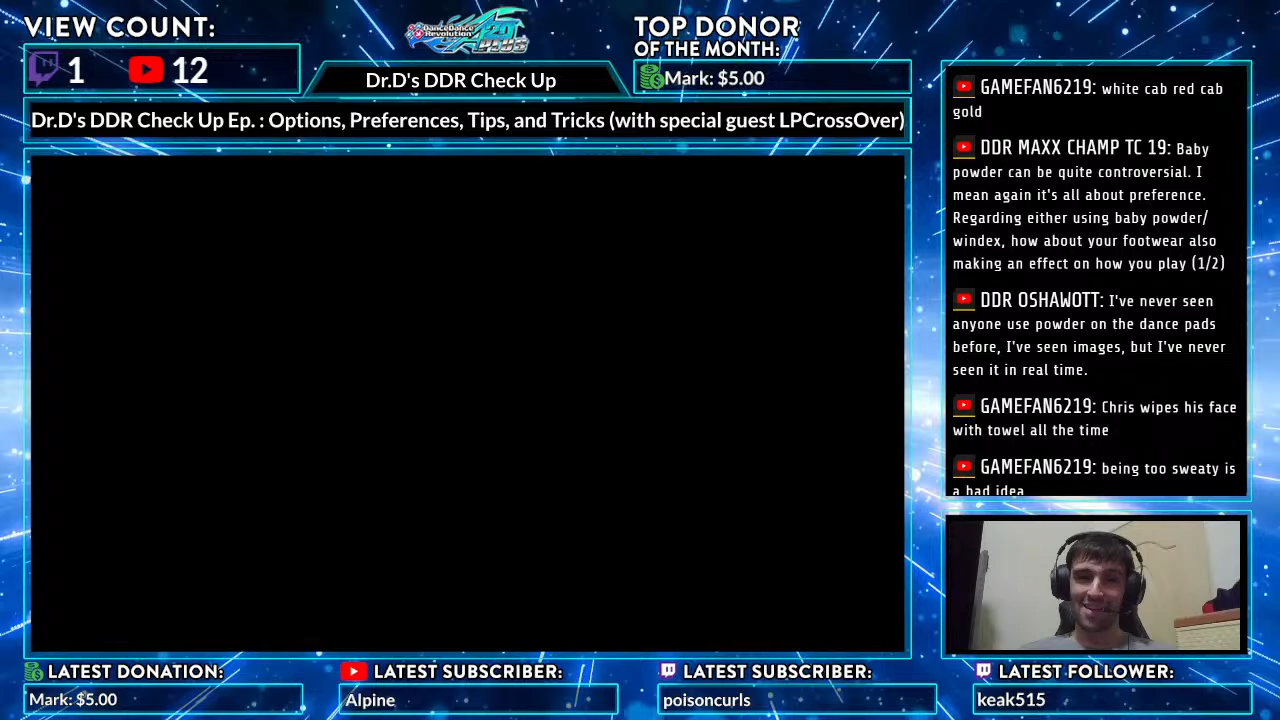 VIEW COUNT:
1
12
DanceDanceRevolution A20 PLUS
Dr.D's DDR Check Up
TOP DONOR
OF THE MONTH:
Mark: $5.00
Dr.D's DDR Check Up Ep. : Options, Preferences, Tips, and Tricks (with special guest LPCrossOver)
GAMEFAN6219: white cab red cab
gold
DDR MAXX CHAMP TC 19: Baby
powder can be quite controversial. I
mean again it's all about preference.
Regarding either using baby powder/
windex, how about your footwear also
making an effect on how you play (1/2)
DDR OSHAWOTT: I've never seen
anyone use powder on the dance pads
before, I've seen images, but I've never
seen it in real time.
GAMEFAN6219: Chris wipes his face
with towel all the time
GAMEFAN6219: being too sweaty is
a bad idea
LATEST DONATION:
Mark: $5.00
LATEST SUBSCRIBER:
Alpine
LATEST SUBSCRIBER:
poisoncurls
LATEST FOLLOWER:
keak515